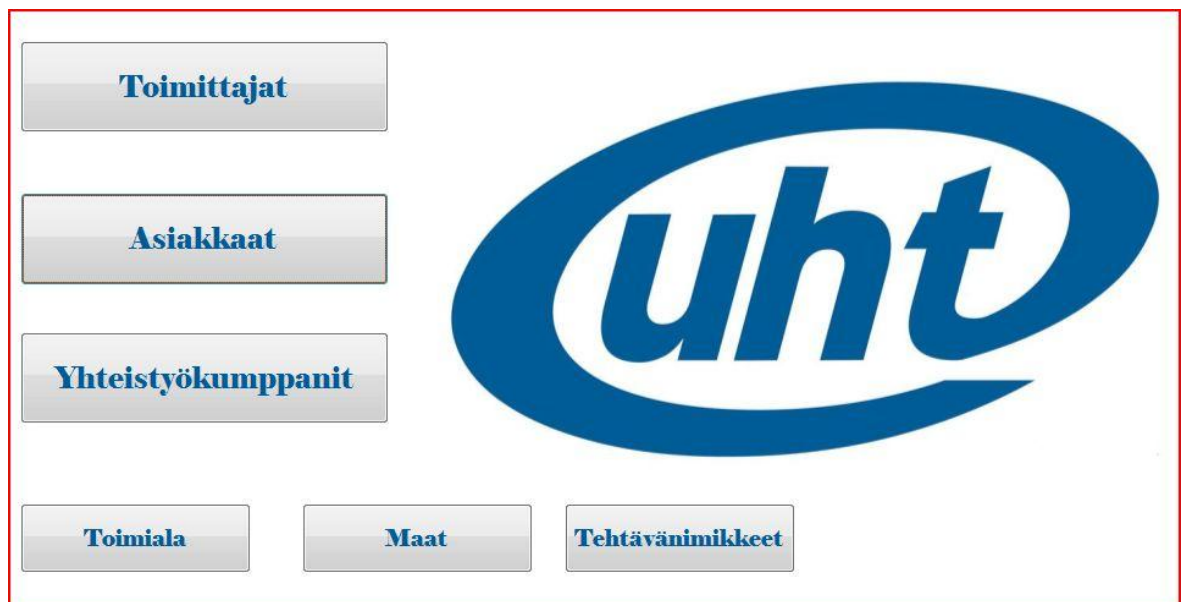 Toimittajat
Asiakkaat
Yhteistyökumppanit
uht
Toimiala
Maat
Tehtävänimikkeet